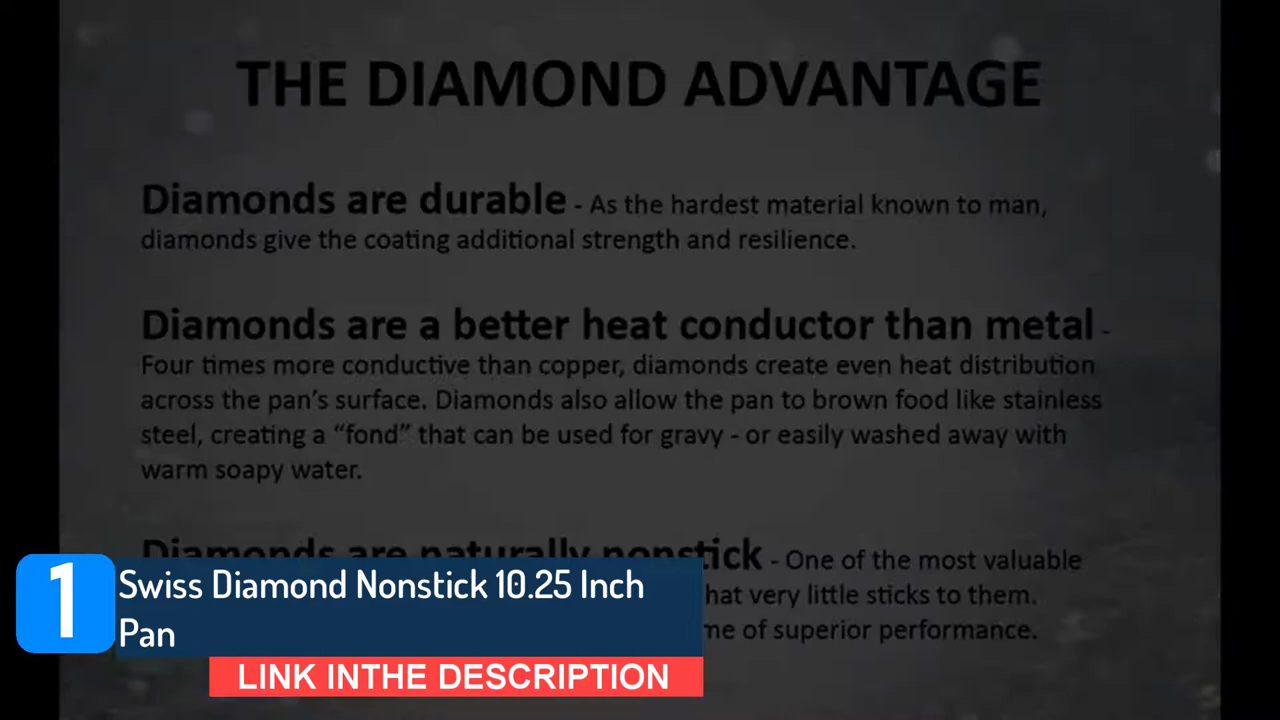 THE DIAMOND ADVANTAGE
Diamonds are durable - As the hardest material known to man,
diamonds give the coating additional strength and resilience.
Diamonds are a better heat conductor than metal -
Four times more conductive than copper, diamonds create even heat distribution
across the pan's surface. Diamonds also allow the pan to brown food like stainless
steel, creating a “fond” that can be used for gravy - or easily washed away with
warm soapy water.
Diamonds are naturally nonstick - One of the most valuable
hat very little sticks to them.
me of superior performance.
1
Swiss Diamond Nonstick 10.25 Inch
Pan
LINK INTHE DESCRIPTION